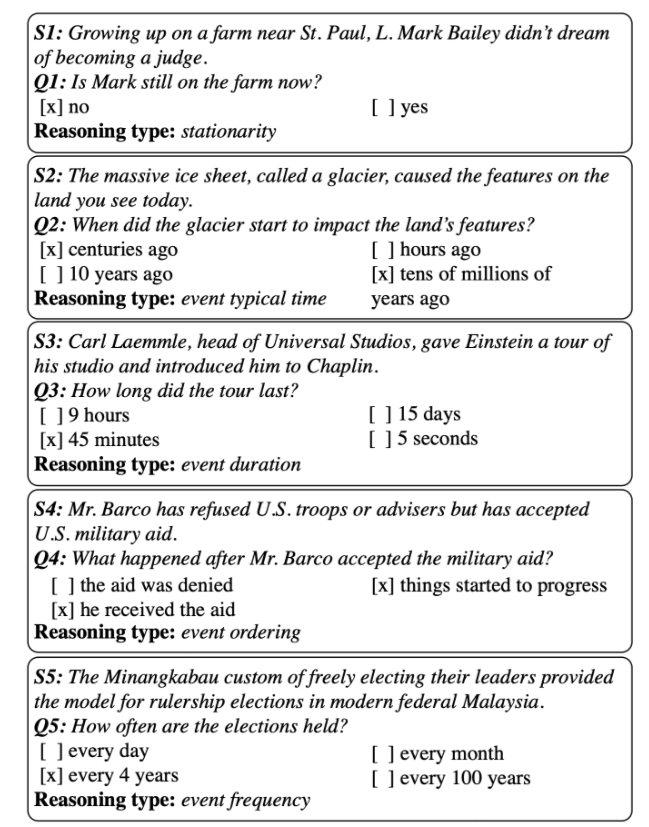 S1: Growing up on a farm near St. Paul, L. Mark Bailey didn't dream
of becoming a judge.
Q1: Is Mark still on the farm now?
[x] no [ ] yes
Reasoning type: stationarity
S2: The massive ice sheet, called a glacier, caused the features on the
land you see today.
Q2: When did the glacier start to impact the land's features?
[x] centuries ago [ ] hours ago
[ ] 10 years ago [x] tens of millions of
Reasoning type: event typical time years ago
S3: Carl Laemmle, head of Universal Studios, gave Einstein a tour of
his studio and introduced him to Chaplin.
Q3: How long did the tour last?
[ ] 9 hours [ ] 15 days
[x] 45 minutes [ ] 5 seconds
Reasoning type: event duration
S4: Mr. Barco has refused U.S. troops or advisers but has accepted
U.S. military aid.
Q4: What happened after Mr. Barco accepted the military aid?
[ ] the aid was denied [x] things started to progress
[x] he received the aid
Reasoning type: event ordering
S5: The Minangkabau custom of freely electing their leaders provided
the model for rulership elections in modern federal Malaysia.
Q5: How often are the elections held?
[ ] every day [ ] every month
[x] every 4 years [ ] every 100 years
Reasoning type: event frequency